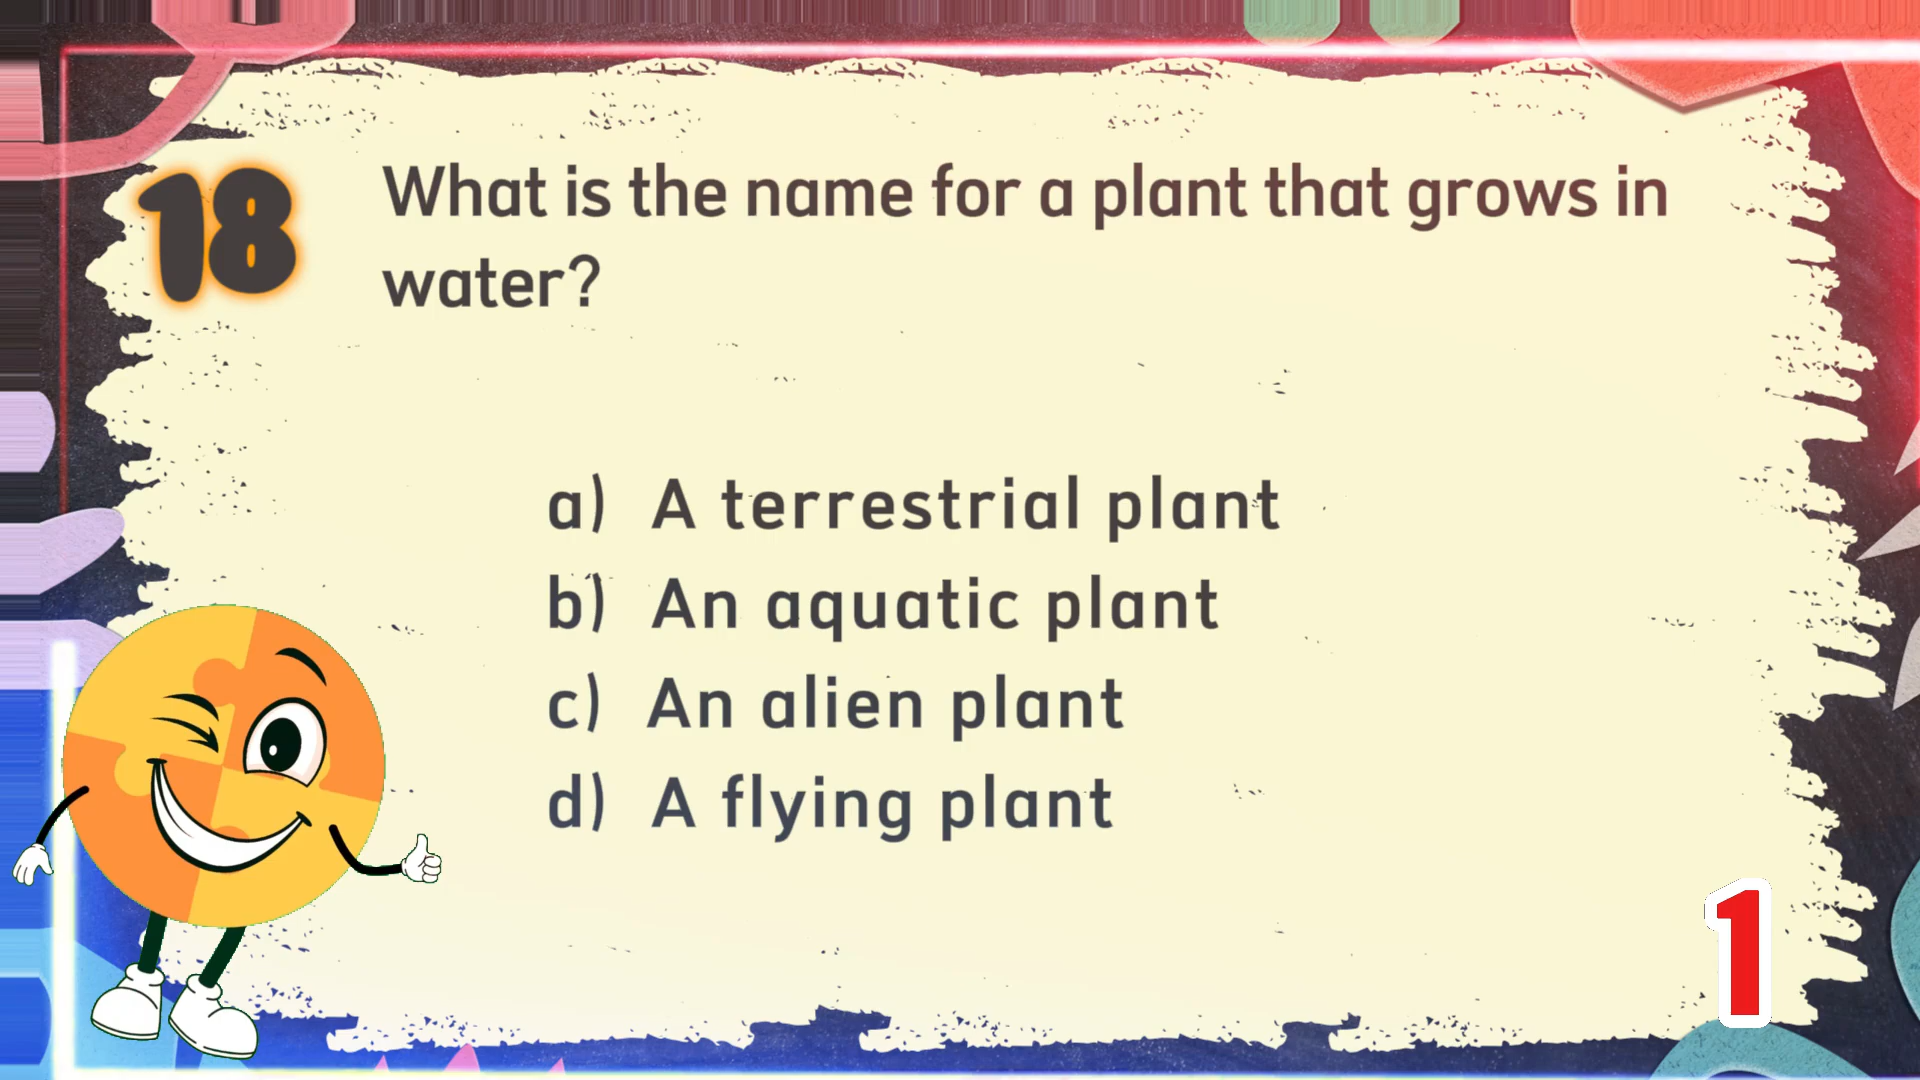 18
What is the name for a plant that grows in
water?
a) A terrestrial plant
b) An aquatic plant
c) An alien plant
d) A flying plant
1